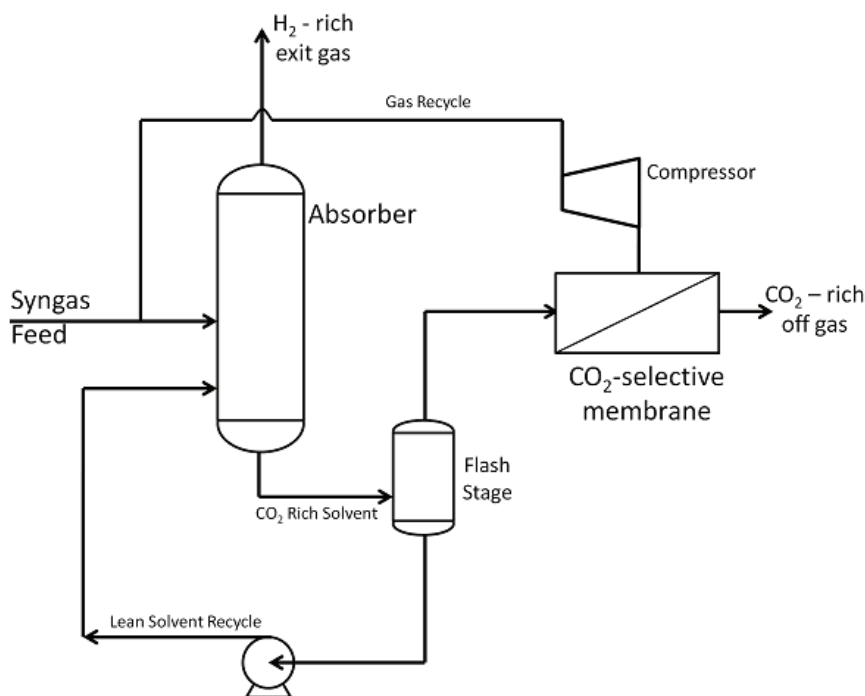 H₂ - rich
exit gas
Gas Recycle
Compressor
Absorber
Syngas
Feed
CO₂ – rich
off gas
CO₂-selective
membrane
Flash
Stage
CO₂ Rich Solvent
Lean Solvent Recycle